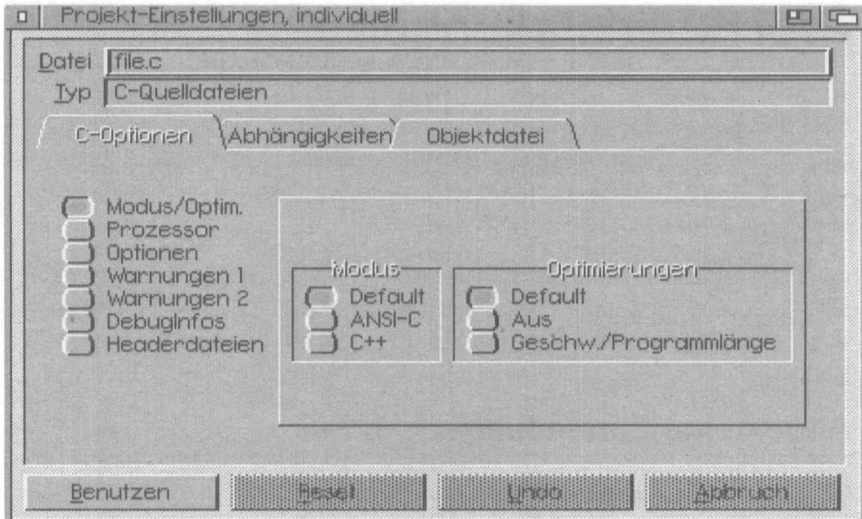 Projekt-Einstellungen, individuell
Datei file.c
Typ C-Quelldateien
C-Optionen Abhängigkeiten Objektdatei
Modus/Optim.
Prozessor
Optionen
Warnungen 1
Warnungen 2
DebugInfos
Headerdateien
Modus
Default
ANSI-C
C++
Optimierungen
Default
Aus
Geschw./Programmlänge
Benutzen Reset Undo Abbruch